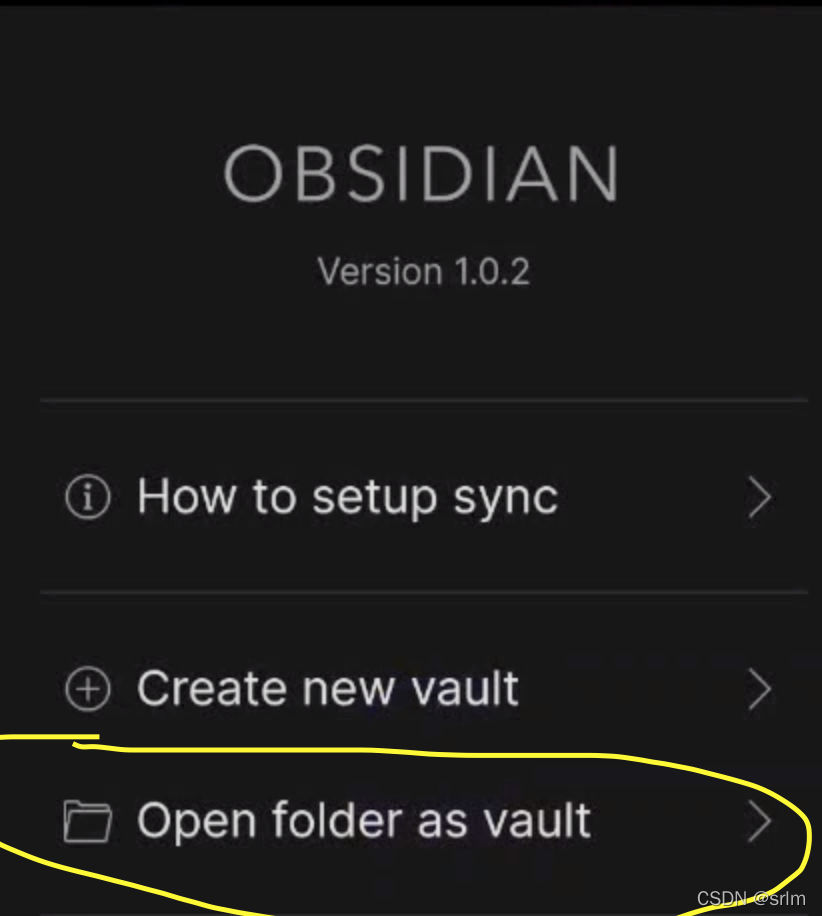 OBSIDIAN
Version 1.0.2
How to setup sync
Create new vault
Open folder as vault
CSDN @srlm